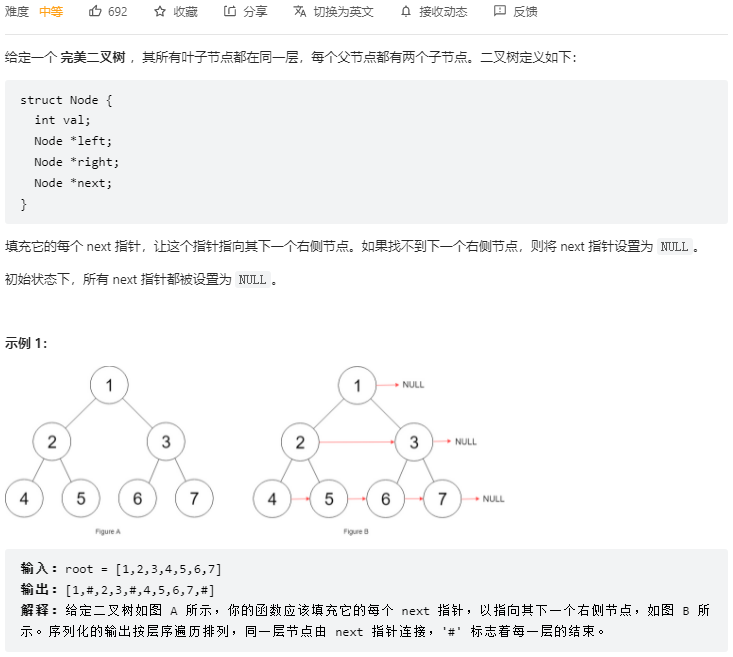 难度 中等 692 收藏 分享 切换为英文 接收动态 反馈
给定一个 完美二叉树 ，其所有叶子节点都在同一层，每个父节点都有两个子节点。二叉树定义如下：
struct Node {
  int val;
  Node *left;
  Node *right;
  Node *next;
}
填充它的每个 next 指针，让这个指针指向其下一个右侧节点。如果找不到下一个右侧节点，则将 next 指针设置为 NULL 。
初始状态下，所有 next 指针都被设置为 NULL 。
示例 1：
1 1 NULL
2 3 2 3 NULL
4 5 6 7 4 5 6 7 NULL
Figure A Figure B
输入：root = [1,2,3,4,5,6,7]
输出：[1,#,2,3,#,4,5,6,7,#]
解释：给定二叉树如图 A 所示，你的函数应该填充它的每个 next 指针，以指向其下一个右侧节点，如图 B 所
示。序列化的输出按层序遍历排列，同一层节点由 next 指针连接，'#' 标志着每一层的结束。